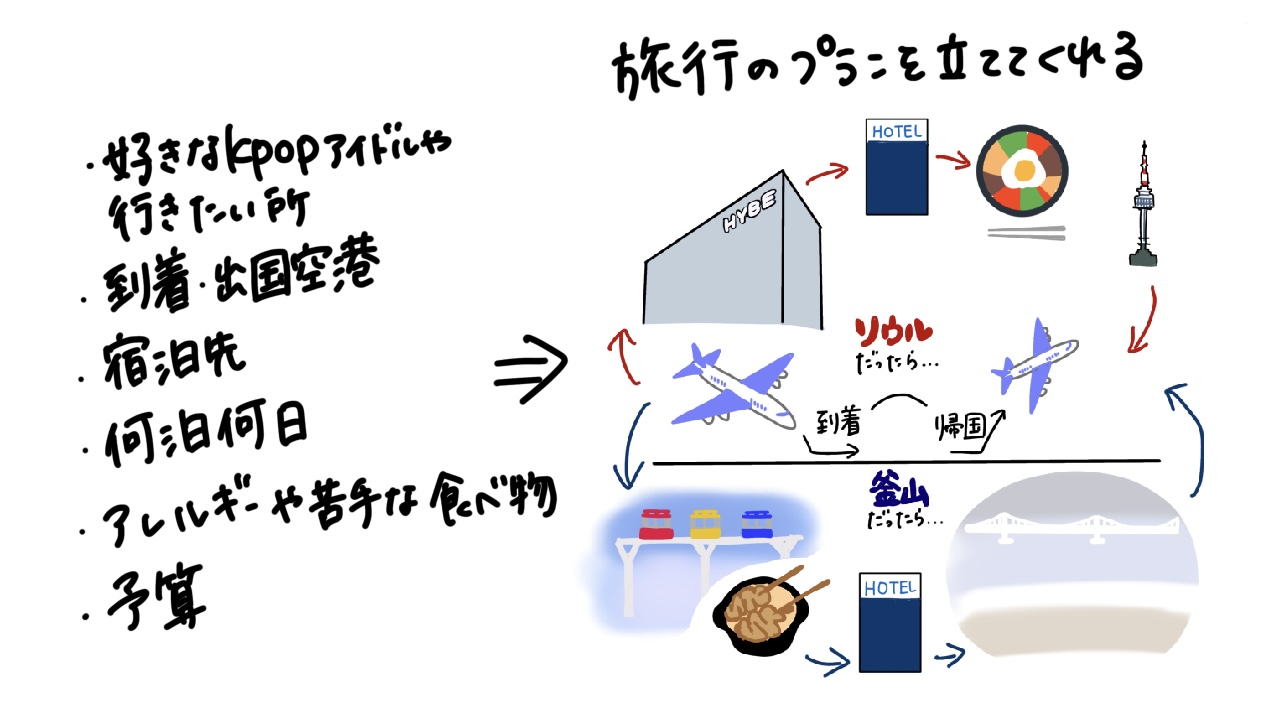 旅行のプランを立ててくれる
・好きなkpopアイドルや
行きたい所
・到着・出国空港
・宿泊先
・何泊何日
・アレルギーや苦手な食べ物
・予算
HOTEL
HYBE
ソウル
だったら...
到着
帰国
釜山
だったら...
HOTEL